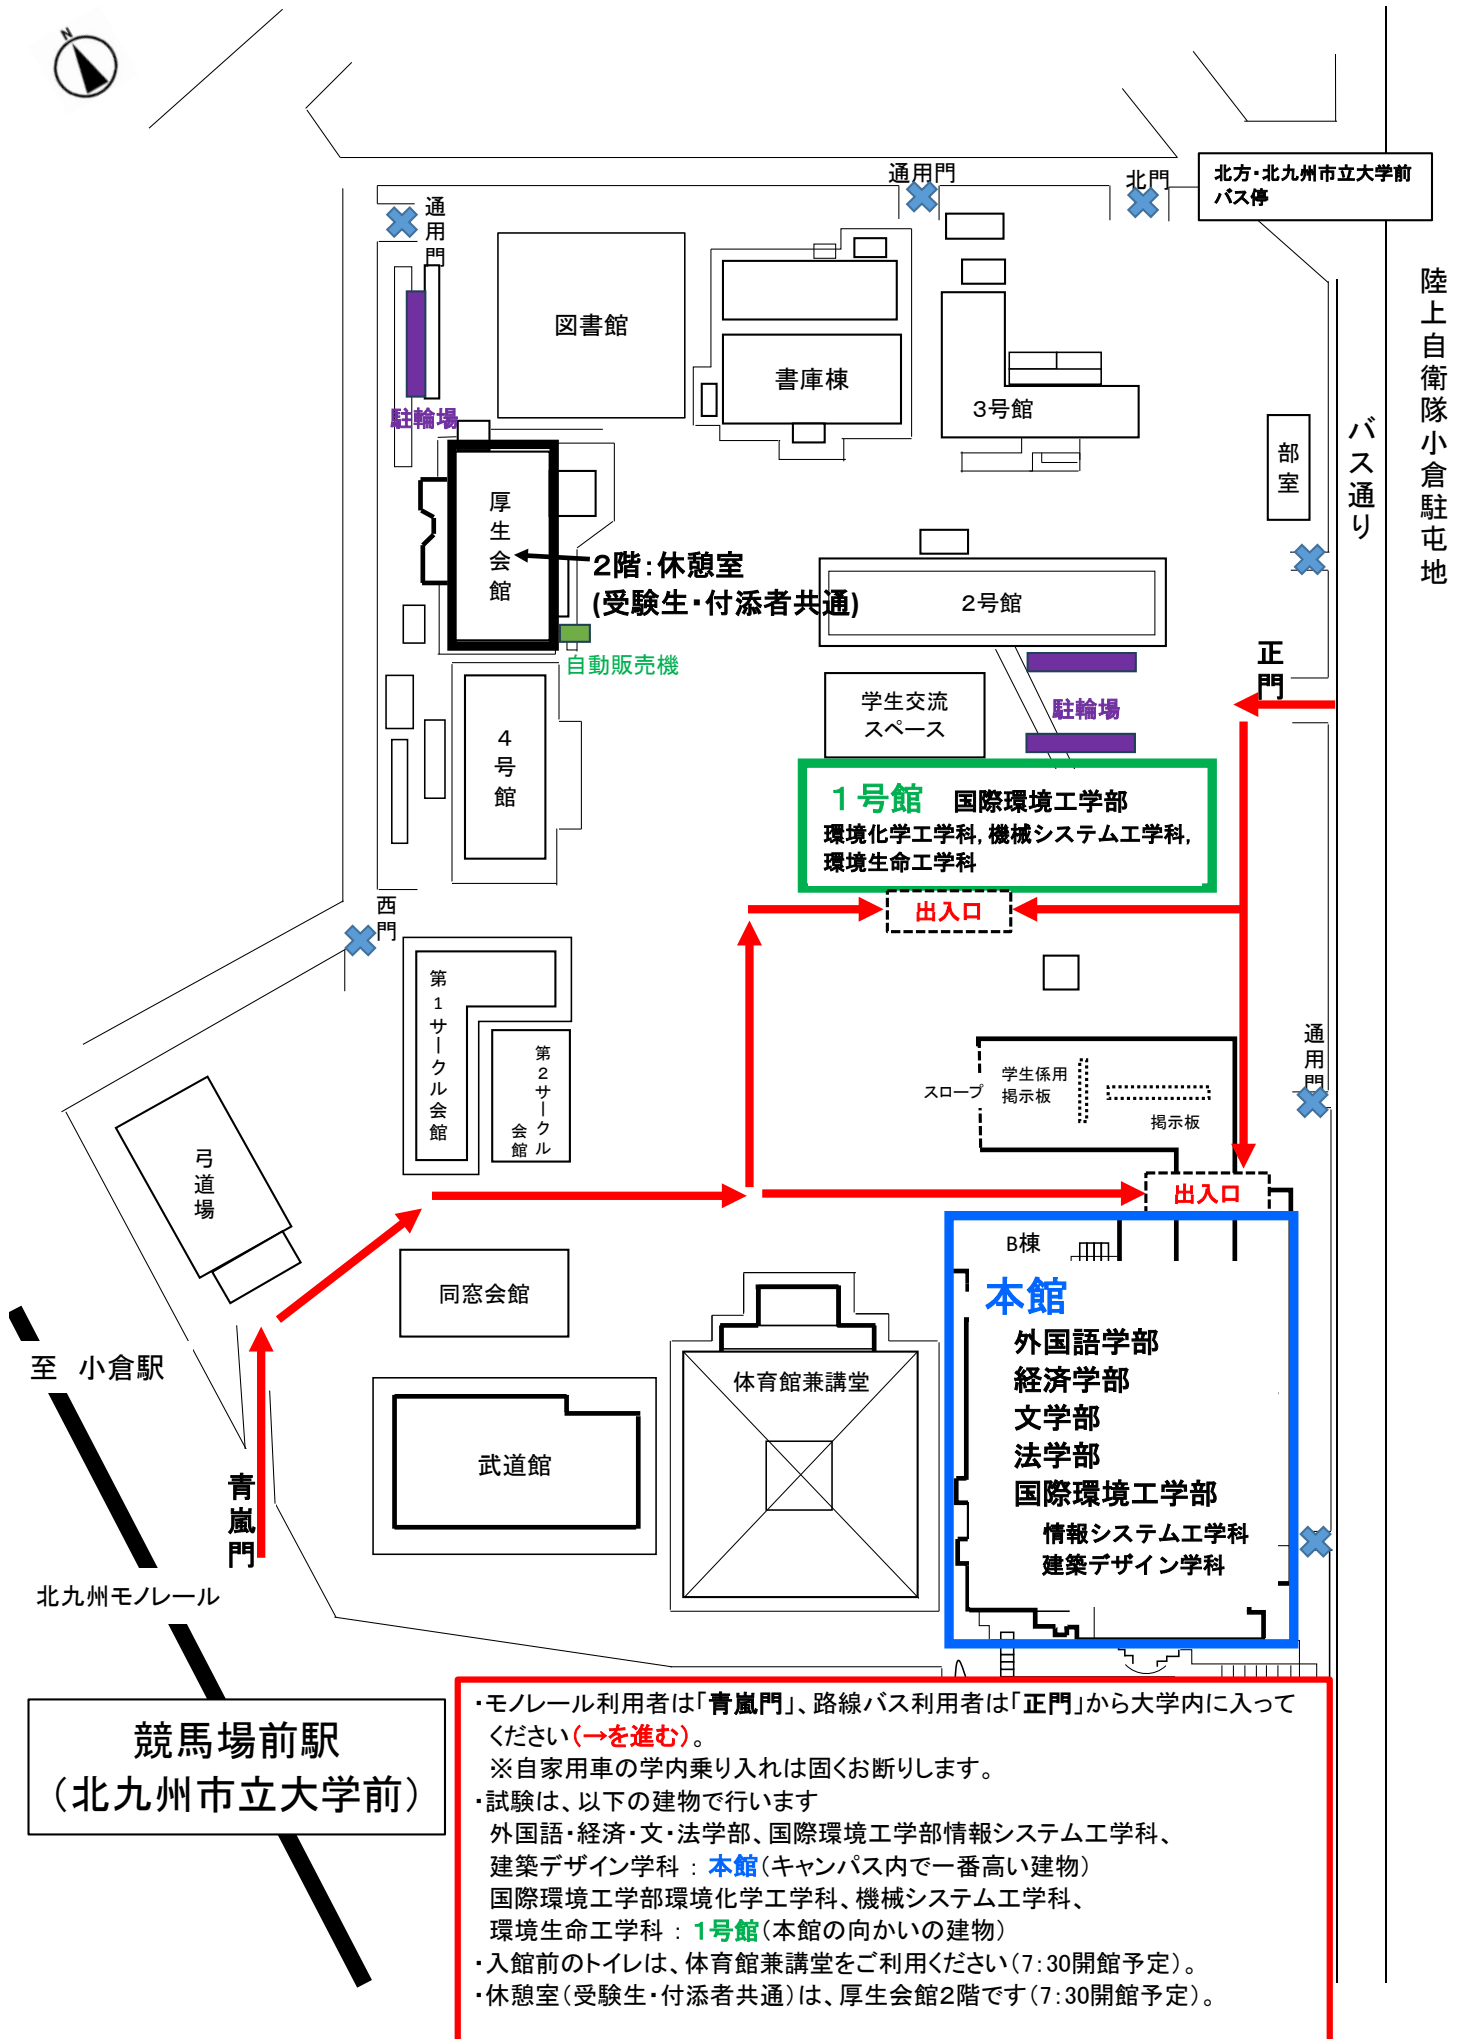 N
通用門
北門
北方・北九州市立大学前
バス停
通用門
陸上自衛隊小倉駐屯地
バス通り
図書館
書庫棟
3号館
部室
駐輪場
厚生会館
2階：休憩室
(受験生・付添者共通)
自動販売機
2号館
正門
学生交流
スペース
駐輪場
4号館
1号館 国際環境工学部
環境化学工学科, 機械システム工学科,
環境生命工学科
出入口
西門
第1サークル会館
第2サークル
会館
通用門
スロープ
学生係用
掲示板
掲示板
弓道場
出入口
B棟
本館
外国語学部
経済学部
文学部
法学部
国際環境工学部
情報システム工学科
建築デザイン学科
同窓会館
体育館兼講堂
武道館
至 小倉駅
青嵐門
北九州モノレール
競馬場前駅
（北九州市立大学前）
・モノレール利用者は「青嵐門」、路線バス利用者は「正門」から大学内に入って
ください(→を進む)。
※自家用車の学内乗り入れは固くお断りします。
・試験は、以下の建物で行います
外国語・経済・文・法学部、国際環境工学部情報システム工学科、
建築デザイン学科 ： 本館（キャンパス内で一番高い建物）
国際環境工学部環境化学工学科、機械システム工学科、
環境生命工学科 ： 1号館（本館の向かいの建物）
・入館前のトイレは、体育館兼講堂をご利用ください（7：30開館予定）。
・休憩室（受験生・付添者共通）は、厚生会館2階です（7：30開館予定）。